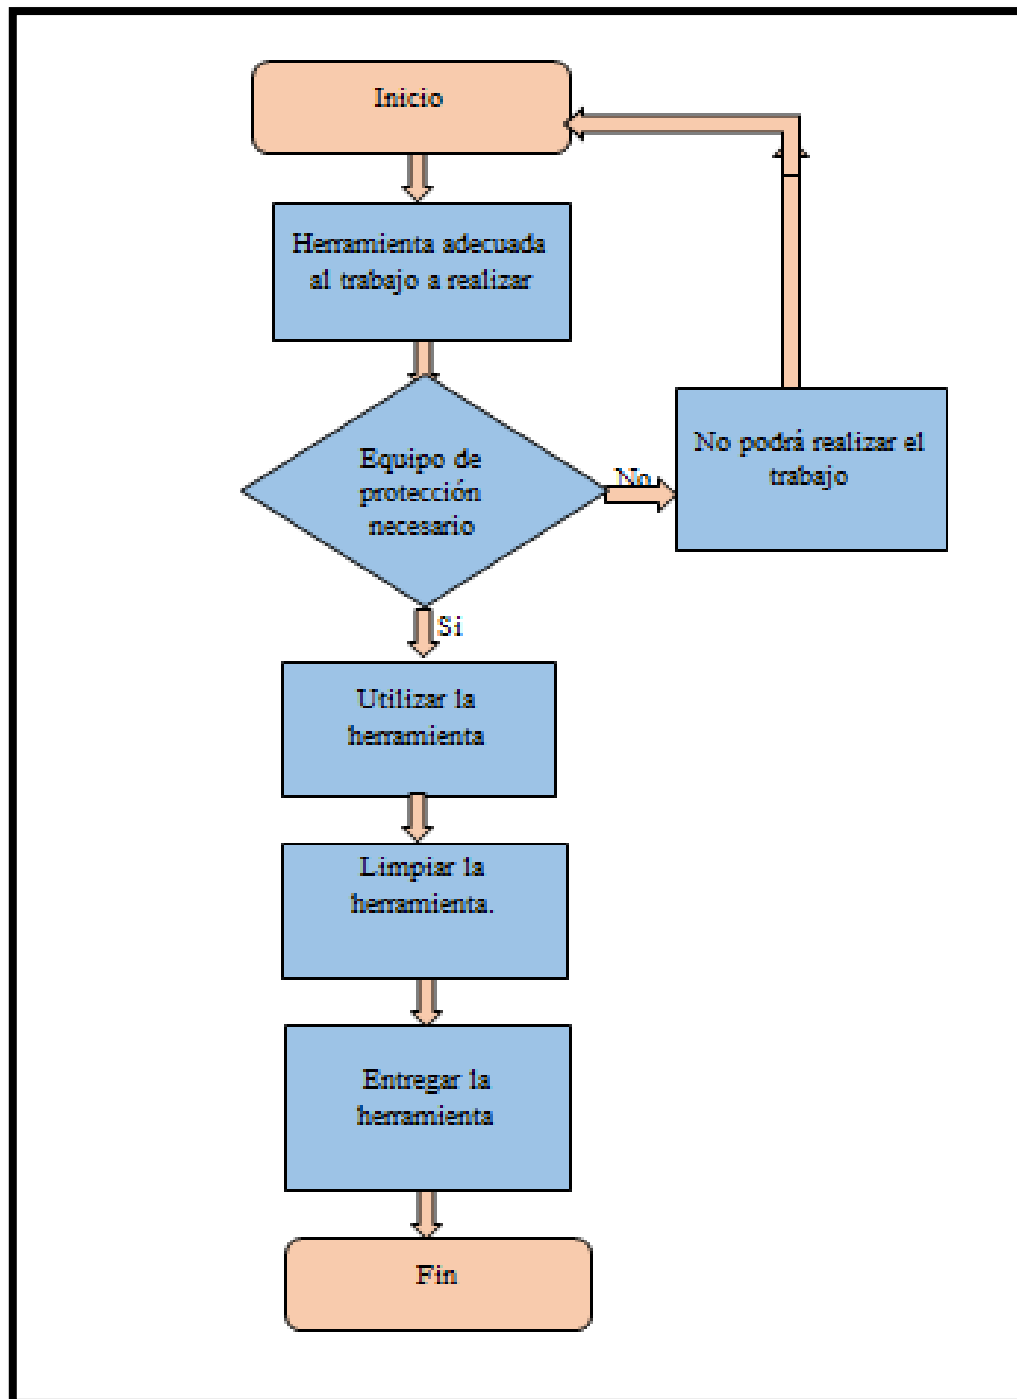 Inicio
Herramienta adecuada
al trabajo a realizar
Equipo de
protección
necesario
No
No podrá realizar el
trabajo
Si
Utilizar la
herramienta
Limpiar la
herramienta.
Entregar la
herramienta
Fin